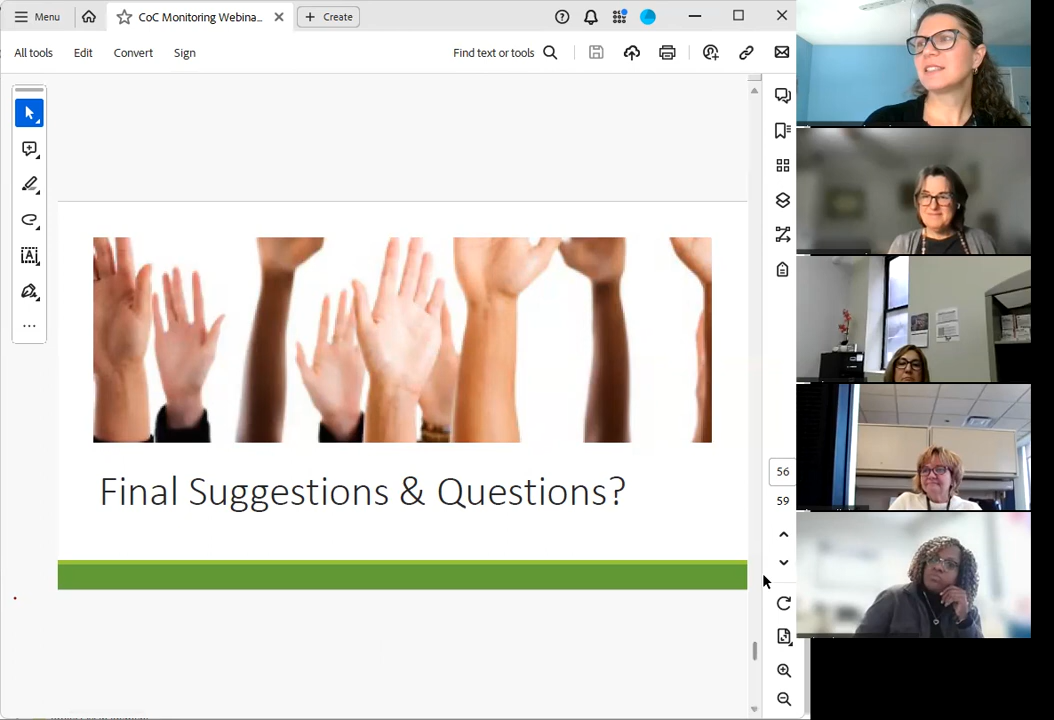 Menu
CoC Monitoring Webina...
Create
All tools
Edit
Convert
Sign
Find text or tools
Final Suggestions & Questions?
56
59